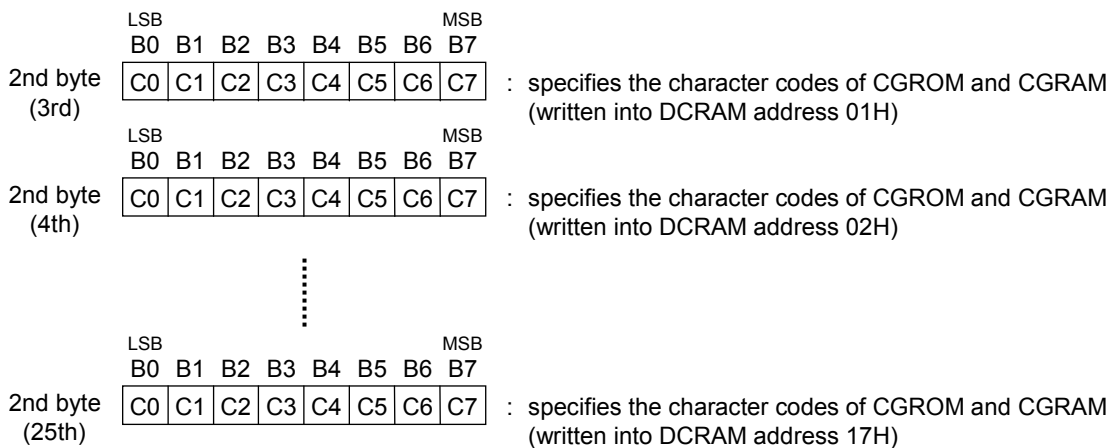 LSB MSB
B0 B1 B2 B3 B4 B5 B6 B7
2nd byte C0 C1 C2 C3 C4 C5 C6 C7 : specifies the character codes of CGROM and CGRAM
(3rd) (written into DCRAM address 01H)
LSB MSB
B0 B1 B2 B3 B4 B5 B6 B7
2nd byte C0 C1 C2 C3 C4 C5 C6 C7 : specifies the character codes of CGROM and CGRAM
(4th) (written into DCRAM address 02H)
LSB MSB
B0 B1 B2 B3 B4 B5 B6 B7
2nd byte C0 C1 C2 C3 C4 C5 C6 C7 : specifies the character codes of CGROM and CGRAM
(25th) (written into DCRAM address 17H)